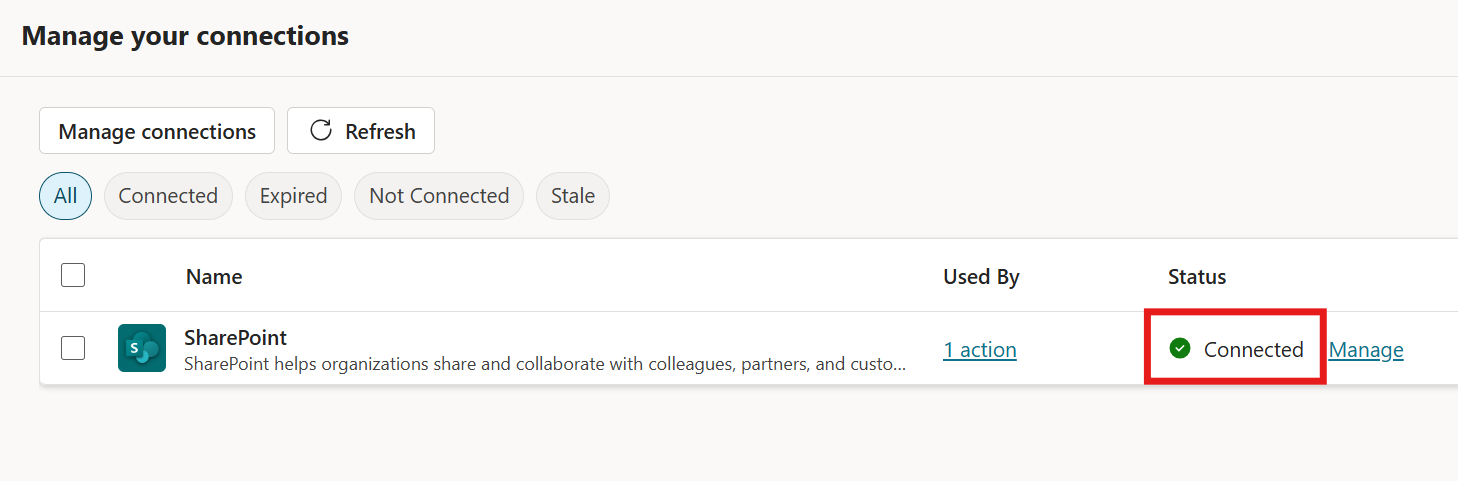 Manage your connections
Manage connections
Refresh
All
Connected
Expired
Not Connected
Stale
Name
Used By
Status
S
SharePoint
SharePoint helps organizations share and collaborate with colleagues, partners, and custo...
1 action
Connected
Manage